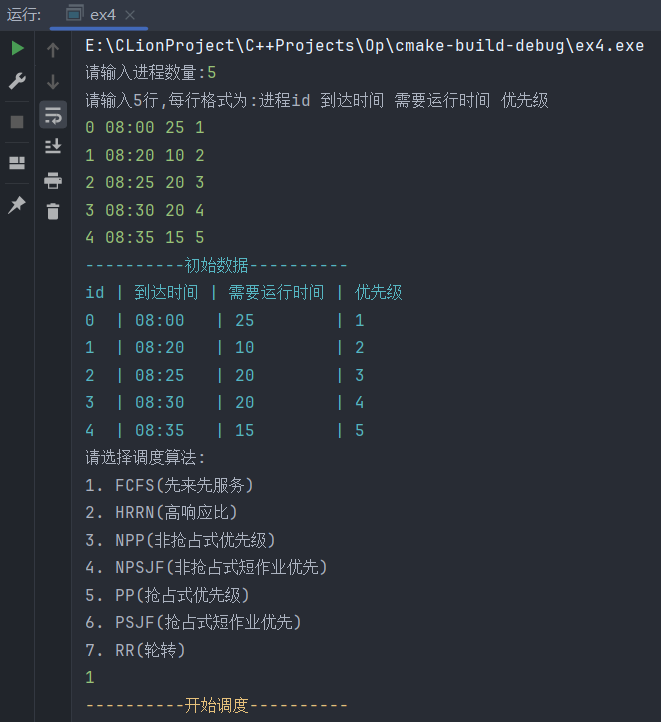 运行: ex4
E:\CLionProject\C++Projects\Op\cmake-build-debug\ex4.exe
请输入进程数量:5
请输入5行,每行格式为:进程id 到达时间 需要运行时间 优先级
0 08:00 25 1
1 08:20 10 2
2 08:25 20 3
3 08:30 20 4
4 08:35 15 5
----------初始数据----------
id | 到达时间 | 需要运行时间 | 优先级
0 | 08:00 | 25 | 1
1 | 08:20 | 10 | 2
2 | 08:25 | 20 | 3
3 | 08:30 | 20 | 4
4 | 08:35 | 15 | 5
请选择调度算法:
1. FCFS(先来先服务)
2. HRRN(高响应比)
3. NPP(非抢占式优先级)
4. NPSJF(非抢占式短作业优先)
5. PP(抢占式优先级)
6. PSJF(抢占式短作业优先)
7. RR(轮转)
1
----------开始调度----------